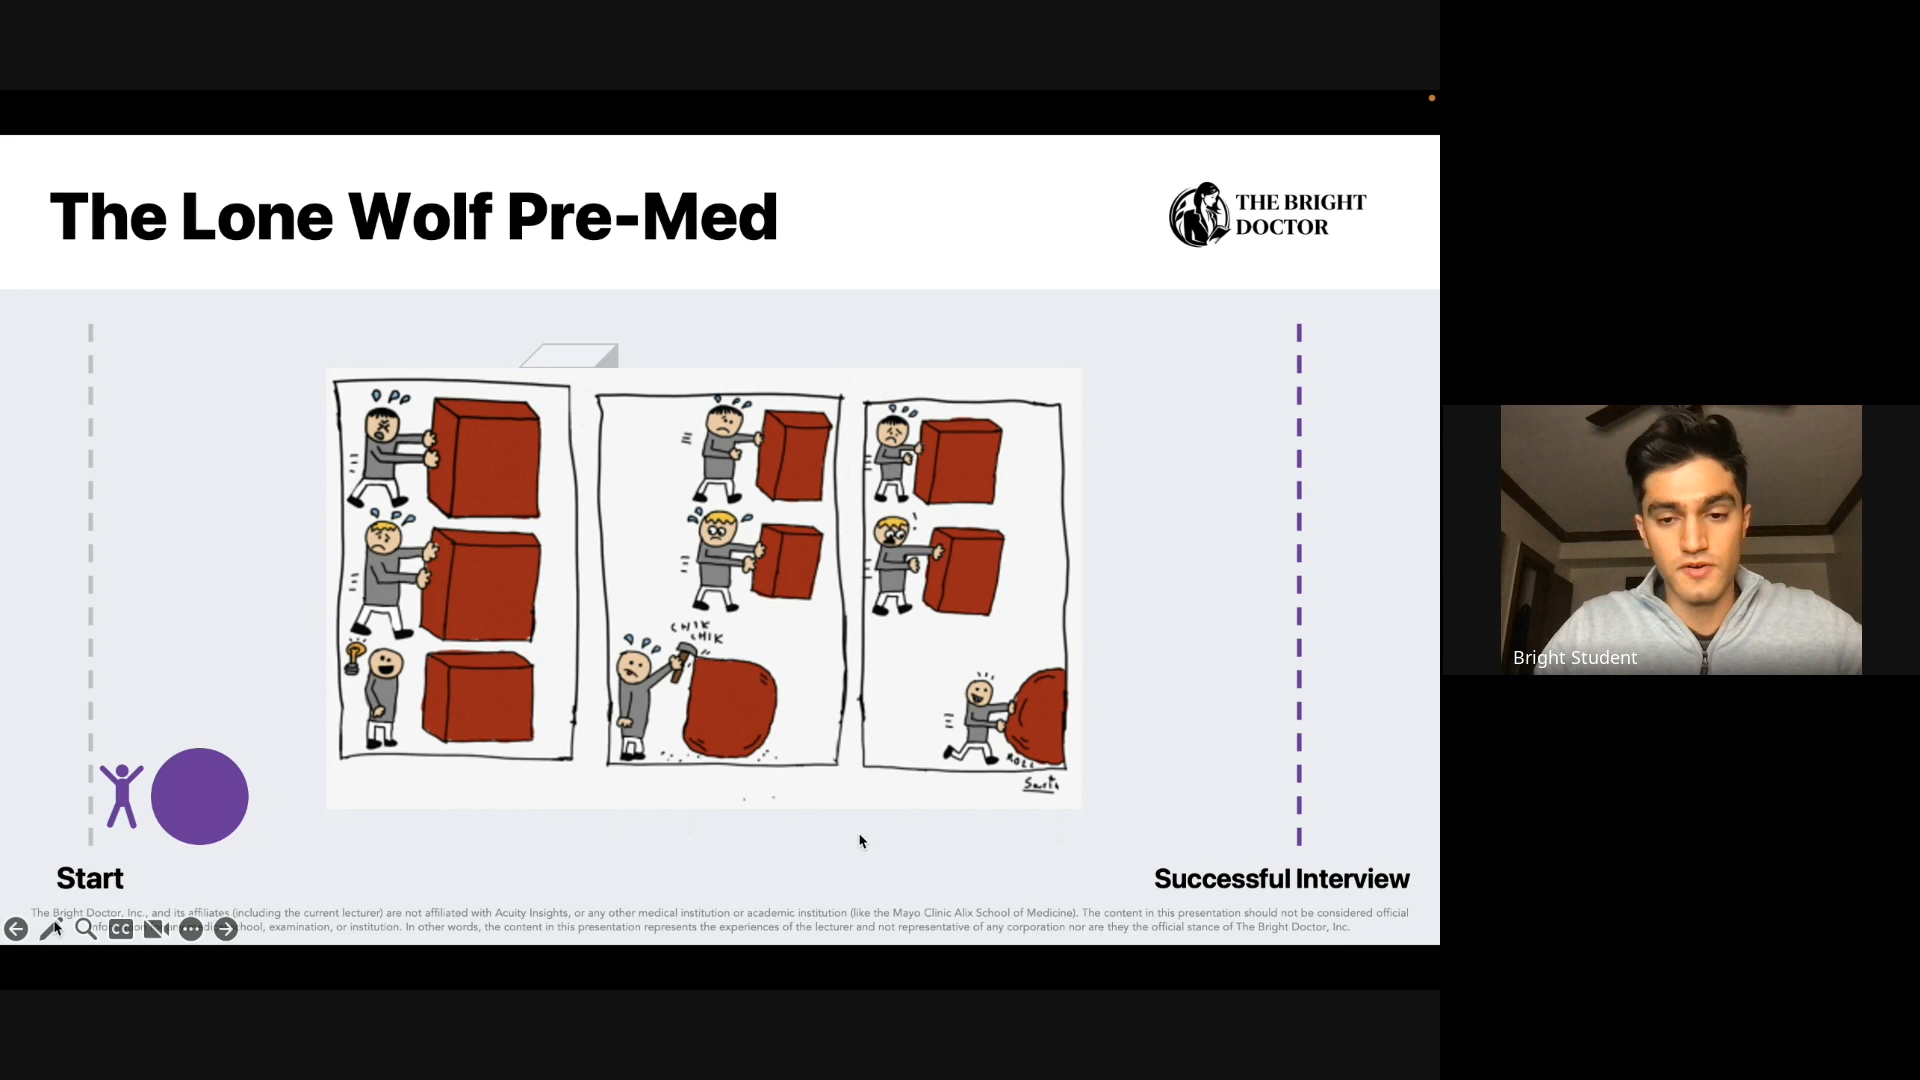 The Lone Wolf Pre-Med
THE BRIGHT
DOCTOR
CHIK
CHIK
ROLL
Start
Successful Interview
The Bright Doctor, Inc., and its affiliates (including the current lecturer) are not affiliated with Acuity Insights, or any other medical institution or academic institution (like the Mayo Clinic Alix School of Medicine). The content in this presentation should not be considered official
school, examination, or institution. In other words, the content in this presentation represents the experiences of the lecturer and not representative of any corporation nor are they the official stance of The Bright Doctor, Inc.
CC
Bright Student